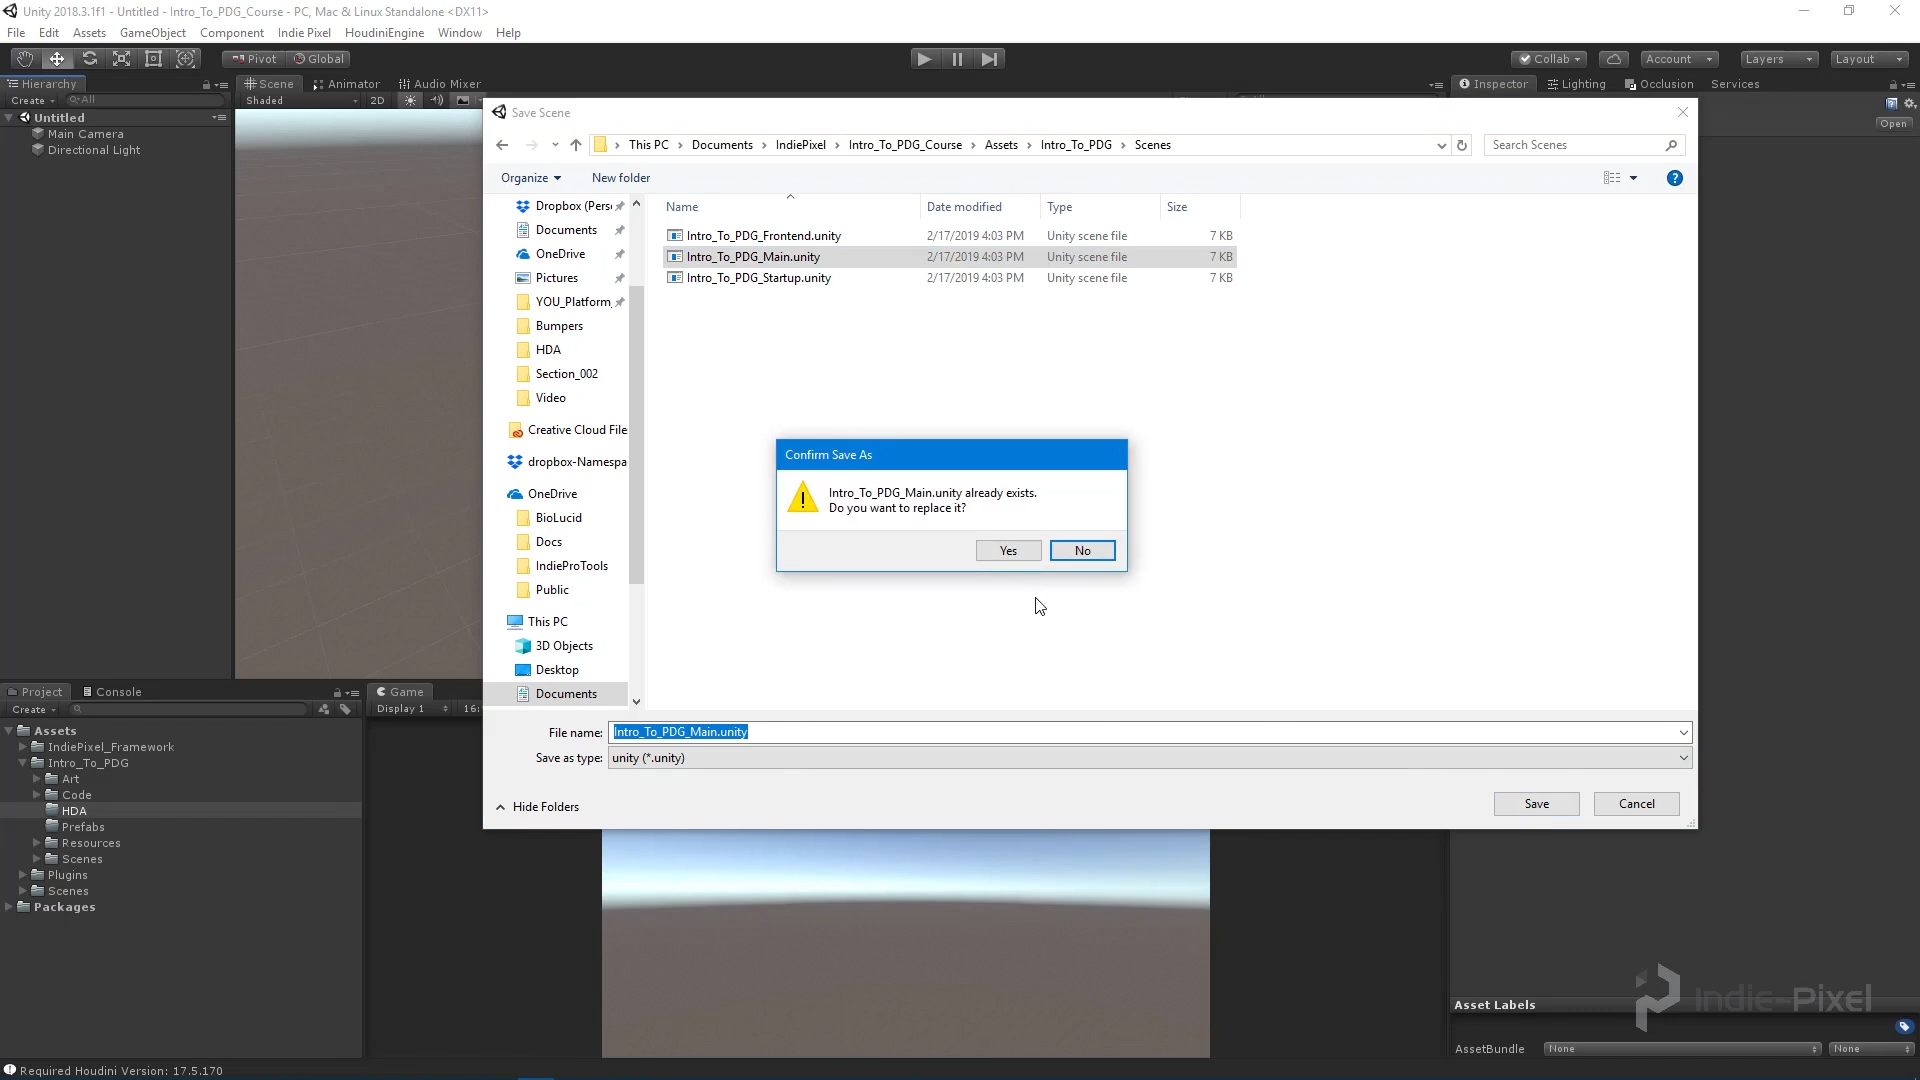 Unity 2018.3.1f1 - Untitled - Intro_To_PDG_Course - PC, Mac & Linux Standalone <DX11>
File Edit Assets GameObject Component Indie Pixel HoudiniEngine Window Help
Pivot Global Collab Account Layers Layout
Hierarchy Scene Animator Audio Mixer Inspector Lighting Occlusion Services
Create All Shaded 2D
Open
Untitled
Main Camera
Directional Light
Save Scene
This PC Documents IndiePixel Intro_To_PDG_Course Assets Intro_To_PDG Scenes
Search Scenes
Organize New folder
Name Date modified Type Size
Intro_To_PDG_Frontend.unity 2/17/2019 4:03 PM Unity scene file 7 KB
Intro_To_PDG_Main.unity 2/17/2019 4:03 PM Unity scene file 7 KB
Intro_To_PDG_Startup.unity 2/17/2019 4:03 PM Unity scene file 7 KB
Dropbox (Pers
Documents
OneDrive
Pictures
YOU_Platform_
Bumpers
HDA
Section_002
Video
Creative Cloud File
dropbox-Namespa
OneDrive
BioLucid
Docs
IndieProTools
Public
This PC
3D Objects
Desktop
Documents
Confirm Save As
Intro_To_PDG_Main.unity already exists.
Do you want to replace it?
Yes No
File name: Intro_To_PDG_Main.unity
Save as type: unity (*.unity)
Hide Folders
Save Cancel
Project Console Game
Create Display 1 16:
Assets
IndiePixel_Framework
Intro_To_PDG
Art
Code
HDA
Prefabs
Resources
Scenes
Plugins
Scenes
Packages
Asset Labels
Indie-Pixel
AssetBundle None None
Required Houdini Version: 17.5.170